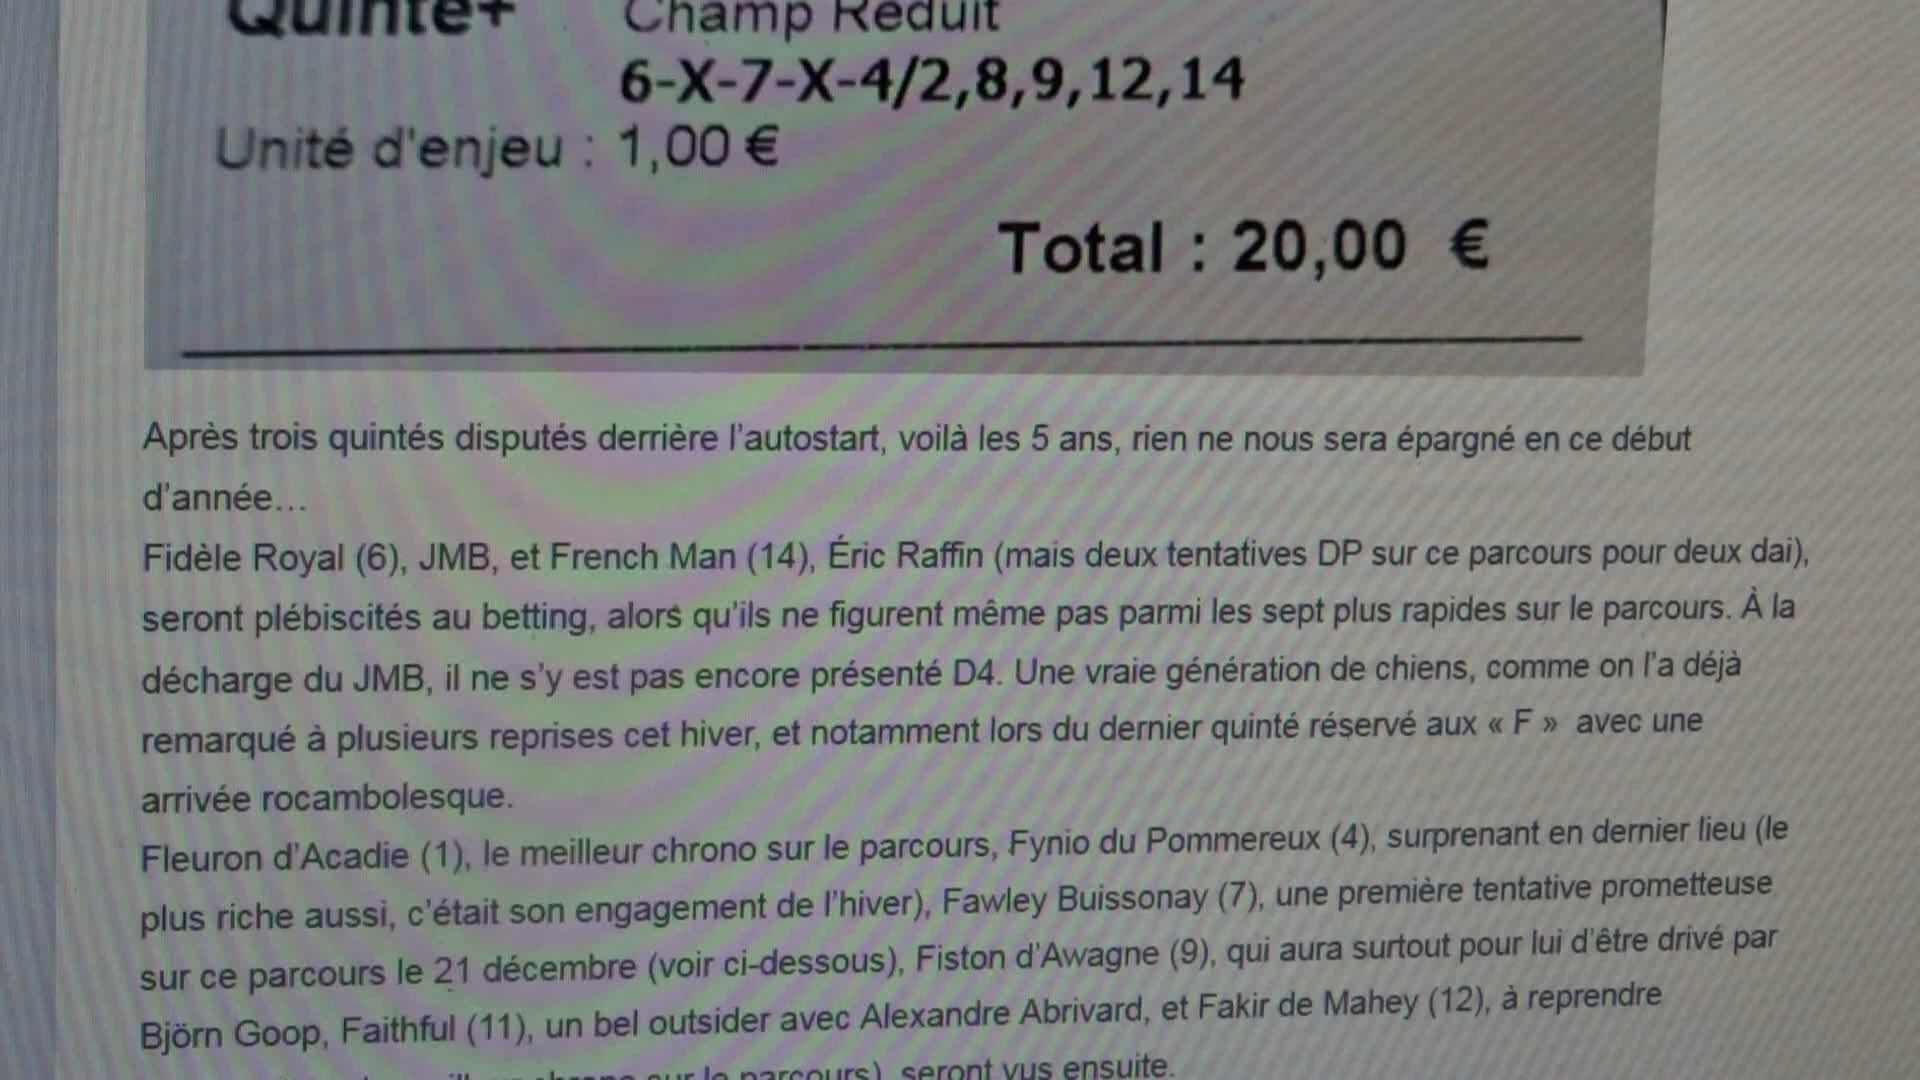 Quinté+ Champ Réduit
6-X-7-X-4/2,8,9,12,14
Unité d'enjeu : 1,00 €
Total : 20,00 €
Après trois quintés disputés derrière l'autostart, voilà les 5 ans, rien ne nous sera épargné en ce début
d'année…
Fidèle Royal (6), JMB, et French Man (14), Éric Raffin (mais deux tentatives DP sur ce parcours pour deux dai),
seront plébiscités au betting, alors qu'ils ne figurent même pas parmi les sept plus rapides sur le parcours. À la
décharge du JMB, il ne s'y est pas encore présenté D4. Une vraie génération de chiens, comme on l'a déjà
remarqué à plusieurs reprises cet hiver, et notamment lors du dernier quinté réservé aux « F » avec une
arrivée rocambolesque.
Fleuron d'Acadie (1), le meilleur chrono sur le parcours, Fynio du Pommereux (4), surprenant en dernier lieu (le
plus riche aussi, c'était son engagement de l'hiver), Fawley Buissonay (7), une première tentative prometteuse
sur ce parcours le 21 décembre (voir ci-dessous), Fiston d'Awagne (9), qui aura surtout pour lui d'être drivé par
Björn Goop, Faithful (11), un bel outsider avec Alexandre Abrivard, et Fakir de Mahey (12), à reprendre
chrono sur le parcours), seront vus ensuite.